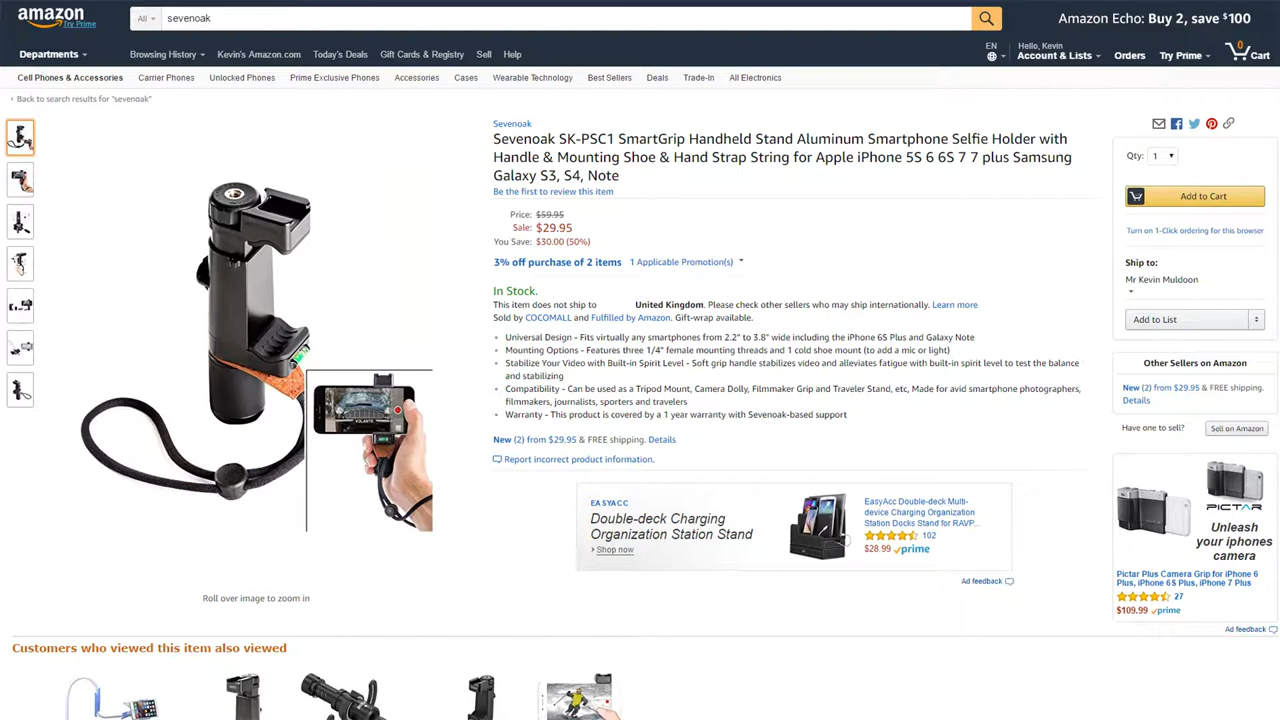 amazon
Try Prime
All
sevenoak
Amazon Echo: Buy 2, save $100
Departments
Browsing History
Kevin's Amazon.com
Today's Deals
Gift Cards & Registry
Sell
Help
EN
Hello, Kevin
Account & Lists
Orders
Try Prime
0
Cart
Cell Phones & Accessories
Carrier Phones
Unlocked Phones
Prime Exclusive Phones
Accessories
Cases
Wearable Technology
Best Sellers
Deals
Trade-In
All Electronics
‹ Back to search results for "sevenoak"
VOLANTE
Roll over image to zoom in
Sevenoak
Sevenoak SK-PSC1 SmartGrip Handheld Stand Aluminum Smartphone Selfie Holder with
Handle & Mounting Shoe & Hand Strap String for Apple iPhone 5S 6 6S 7 7 plus Samsung
Galaxy S3, S4, Note
Be the first to review this item
Price: $59.95
Sale: $29.95
You Save: $30.00 (50%)
3% off purchase of 2 items 1 Applicable Promotion(s)
In Stock.
This item does not ship to United Kingdom. Please check other sellers who may ship internationally. Learn more
Sold by COCOMALL and Fulfilled by Amazon. Gift-wrap available.
• Universal Design - Fits virtually any smartphones from 2.2" to 3.8" wide including the iPhone 6S Plus and Galaxy Note
• Mounting Options - Features three 1/4" female mounting threads and 1 cold shoe mount (to add a mic or light)
• Stabilize Your Video with Built-in Spirit Level - Soft grip handle stabilizes video and alleviates fatigue with built-in spirit level to test the balance
and stabilizing
• Compatibility - Can be used as a Tripod Mount, Camera Dolly, Filmmaker Grip and Traveler Stand, etc, Made for avid smartphone photographers,
filmmakers, journalists, sporters and travelers
• Warranty - This product is covered by a 1 year warranty with Sevenoak-based support
New (2) from $29.95 & FREE shipping. Details
Report incorrect product information.
EASYACC
Double-deck Charging
Organization Station Stand
› Shop now
EasyAcc Double-deck Multi-
device Charging Organization
Station Docks Stand for RAVP...
102
$28.99 prime
Ad feedback
Qty: 1
Add to Cart
Turn on 1-Click ordering for this browser
Ship to:
Mr Kevin Muldoon
Add to List
Other Sellers on Amazon
New (2) from $29.95 & FREE shipping.
Details
Have one to sell?
Sell on Amazon
PICTAR
Unleash
your iphones
camera
Pictar Plus Camera Grip for iPhone 6
Plus, iPhone 6S Plus, iPhone 7 Plus
27
$109.99 prime
Ad feedback
Customers who viewed this item also viewed